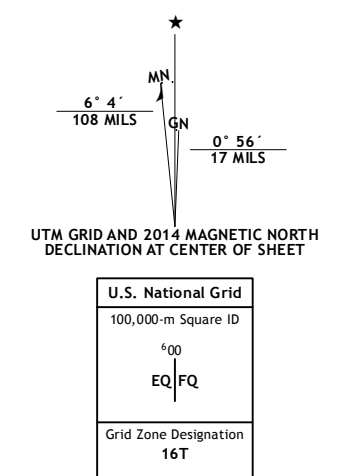 ★
MN
6° 4´
108 MILS
GN
0° 56´
17 MILS
UTM GRID AND 2014 MAGNETIC NORTH
DECLINATION AT CENTER OF SHEET
U.S. National Grid
100,000-m Square ID
⁶00
EQ FQ
Grid Zone Designation
16T